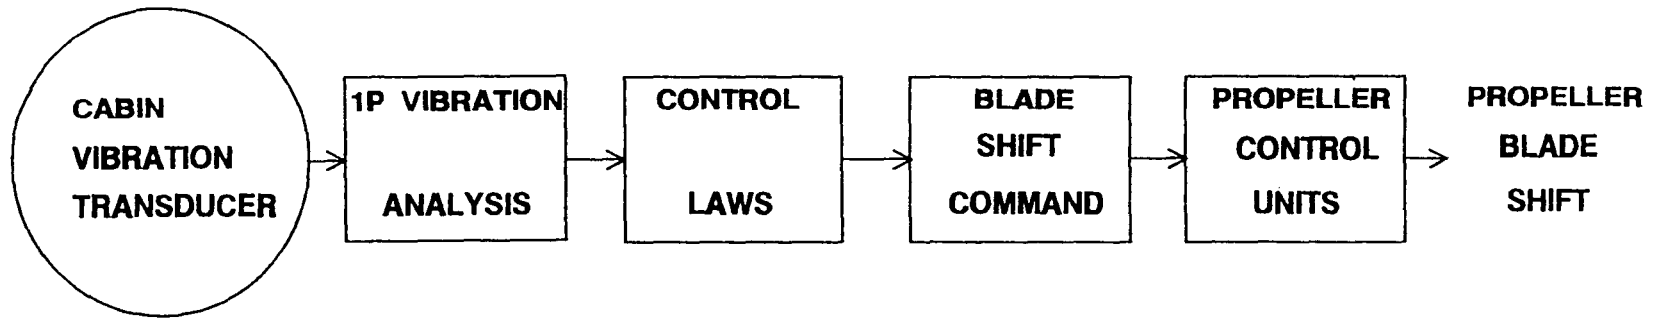 CABIN
VIBRATION
TRANSDUCER
1P VIBRATION
ANALYSIS
CONTROL
LAWS
BLADE
SHIFT
COMMAND
PROPELLER
CONTROL
UNITS
PROPELLER
BLADE
SHIFT